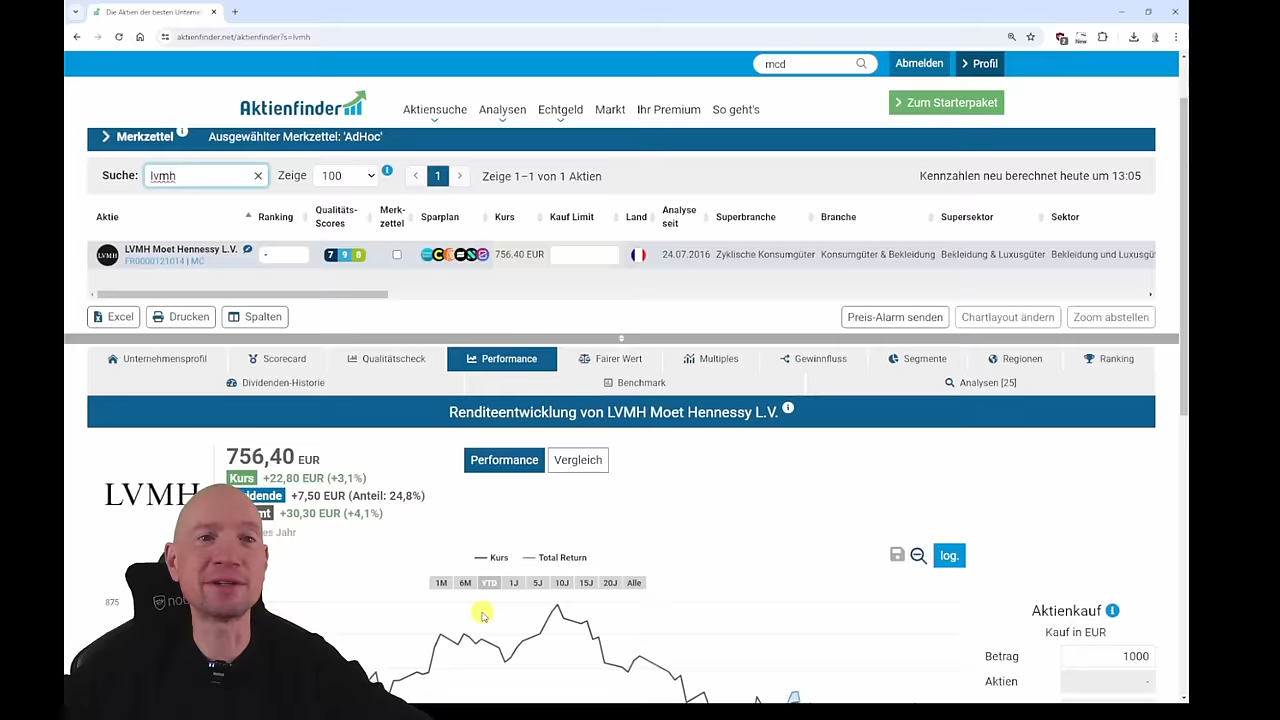 Die Aktien der besten Unterne
aktienfinder.net/aktienfinder?s=lvmh
mcd
Abmelden
Profil
Aktienfinder
Aktiensuche
Analysen
Echtgeld
Markt
Ihr Premium
So geht's
Zum Starterpaket
Merkzettel
Ausgewählter Merkzettel: 'AdHoc'
Suche: lvmh
Zeige 100
1
Zeige 1–1 von 1 Aktien
Kennzahlen neu berechnet heute um 13:05
Aktie
Ranking
Qualitäts-
Scores
Merk-
zettel
Sparplan
Kurs
Kauf Limit
Land
Analyse
seit
Superbranche
Branche
Supersektor
Sektor
LVMH
LVMH Moet Hennessy L.V.
FR0000121014 | MC
-
7 9 8
756.40 EUR
24.07.2016
Zyklische Konsumgüter
Konsumgüter & Bekleidung
Bekleidung & Luxusgüter
Bekleidung und Luxusgüt
Excel
Drucken
Spalten
Preis-Alarm senden
Chartlayout ändern
Zoom abstellen
Unternehmensprofil
Scorecard
Qualitätscheck
Performance
Fairer Wert
Multiples
Gewinnfluss
Segmente
Regionen
Ranking
Dividenden-Historie
Benchmark
Analysen [25]
Renditeentwicklung von LVMH Moet Hennessy L.V.
LVMH
756,40 EUR
Kurs +22,80 EUR (+3,1%)
idende +7,50 EUR (Anteil: 24,8%)
mt +30,30 EUR (+4,1%)
es Jahr
Performance
Vergleich
Kurs
Total Return
log.
1M
6M
YTD
1J
5J
10J
15J
20J
Alle
875
Aktienkauf
Kauf in EUR
Betrag
1000
Aktien
-